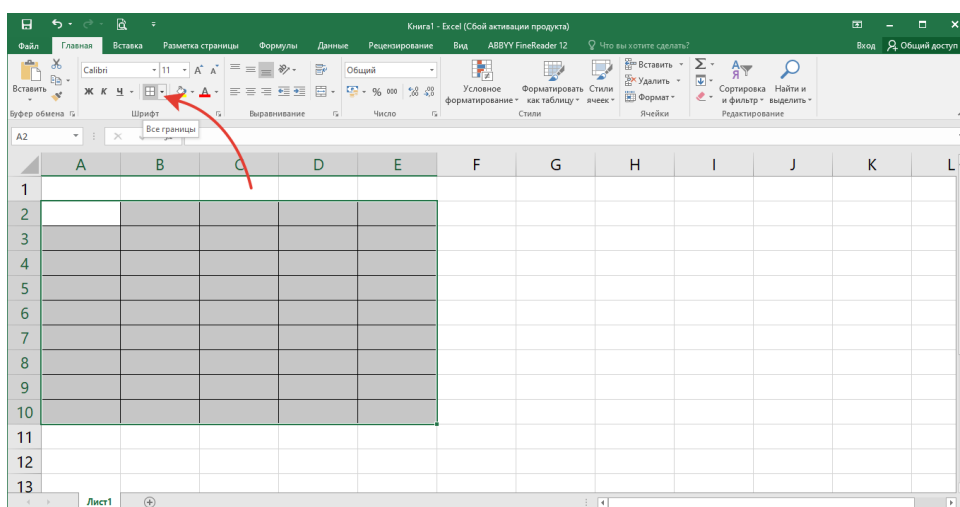 Книга1 - Excel (Сбой активации продукта)
Файл Главная Вставка Разметка страницы Формулы Данные Рецензирование Вид ABBYY FineReader 12 Что вы хотите сделать? Вход Общий доступ
Вставить
Calibri 11 А А
Ж К Ч А
Общий
% 000
Условное форматирование
Форматировать как таблицу
Стили ячеек
Вставить
Удалить
Формат
Σ
Сортировка и фильтр
Найти и выделить
Буфер обмена Шрифт Выравнивание Число Стили Ячейки Редактирование
Все границы
A2
A B C D E F G H I J K L
1
2
3
4
5
6
7
8
9
10
11
12
13
Лист1